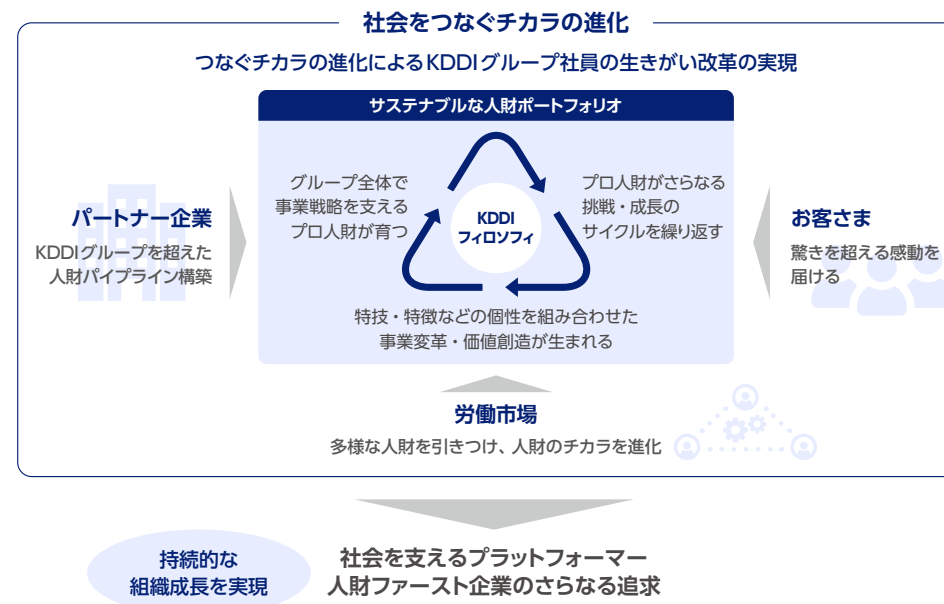 社会をつなぐチカラの進化
つなぐチカラの進化によるKDDIグループ社員の生きがい改革の実現
サステナブルな人財ポートフォリオ
グループ全体で
事業戦略を支える
プロ人財が育つ
KDDI
フィロソフィ
プロ人財がさらなる
挑戦・成長の
サイクルを繰り返す
特技・特徴などの個性を組み合わせた
事業変革・価値創造が生まれる
パートナー企業
KDDIグループを超えた
人財パイプライン構築
お客さま
驚きを超える感動を
届ける
労働市場
多様な人財を引きつけ、人財のチカラを進化
持続的な
組織成長を実現
社会を支えるプラットフォーマー
人財ファースト企業のさらなる追求